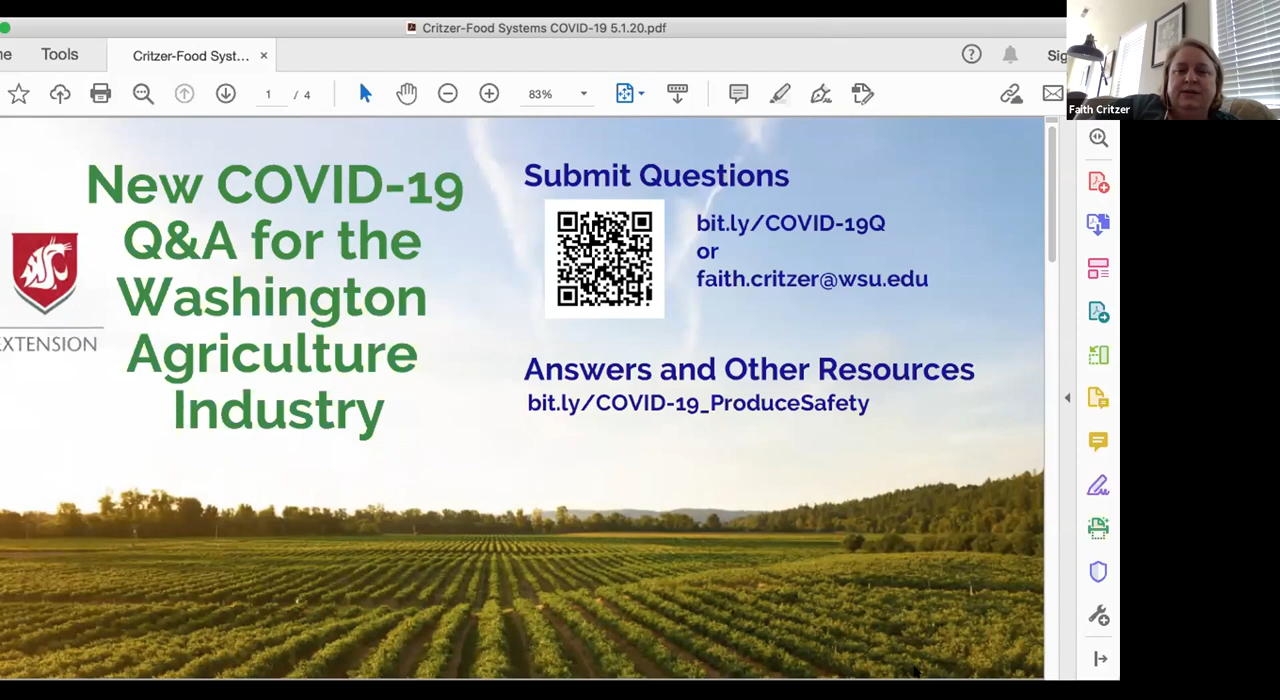 Critzer-Food Systems COVID-19 5.1.20.pdf
Tools
Critzer-Food Syst... ×
1 / 4
83%
Faith Critzer
New COVID-19
Q&A for the
Washington
Agriculture
Industry
EXTENSION
Submit Questions
bit.ly/COVID-19Q
or
faith.critzer@wsu.edu
Answers and Other Resources
bit.ly/COVID-19_ProduceSafety